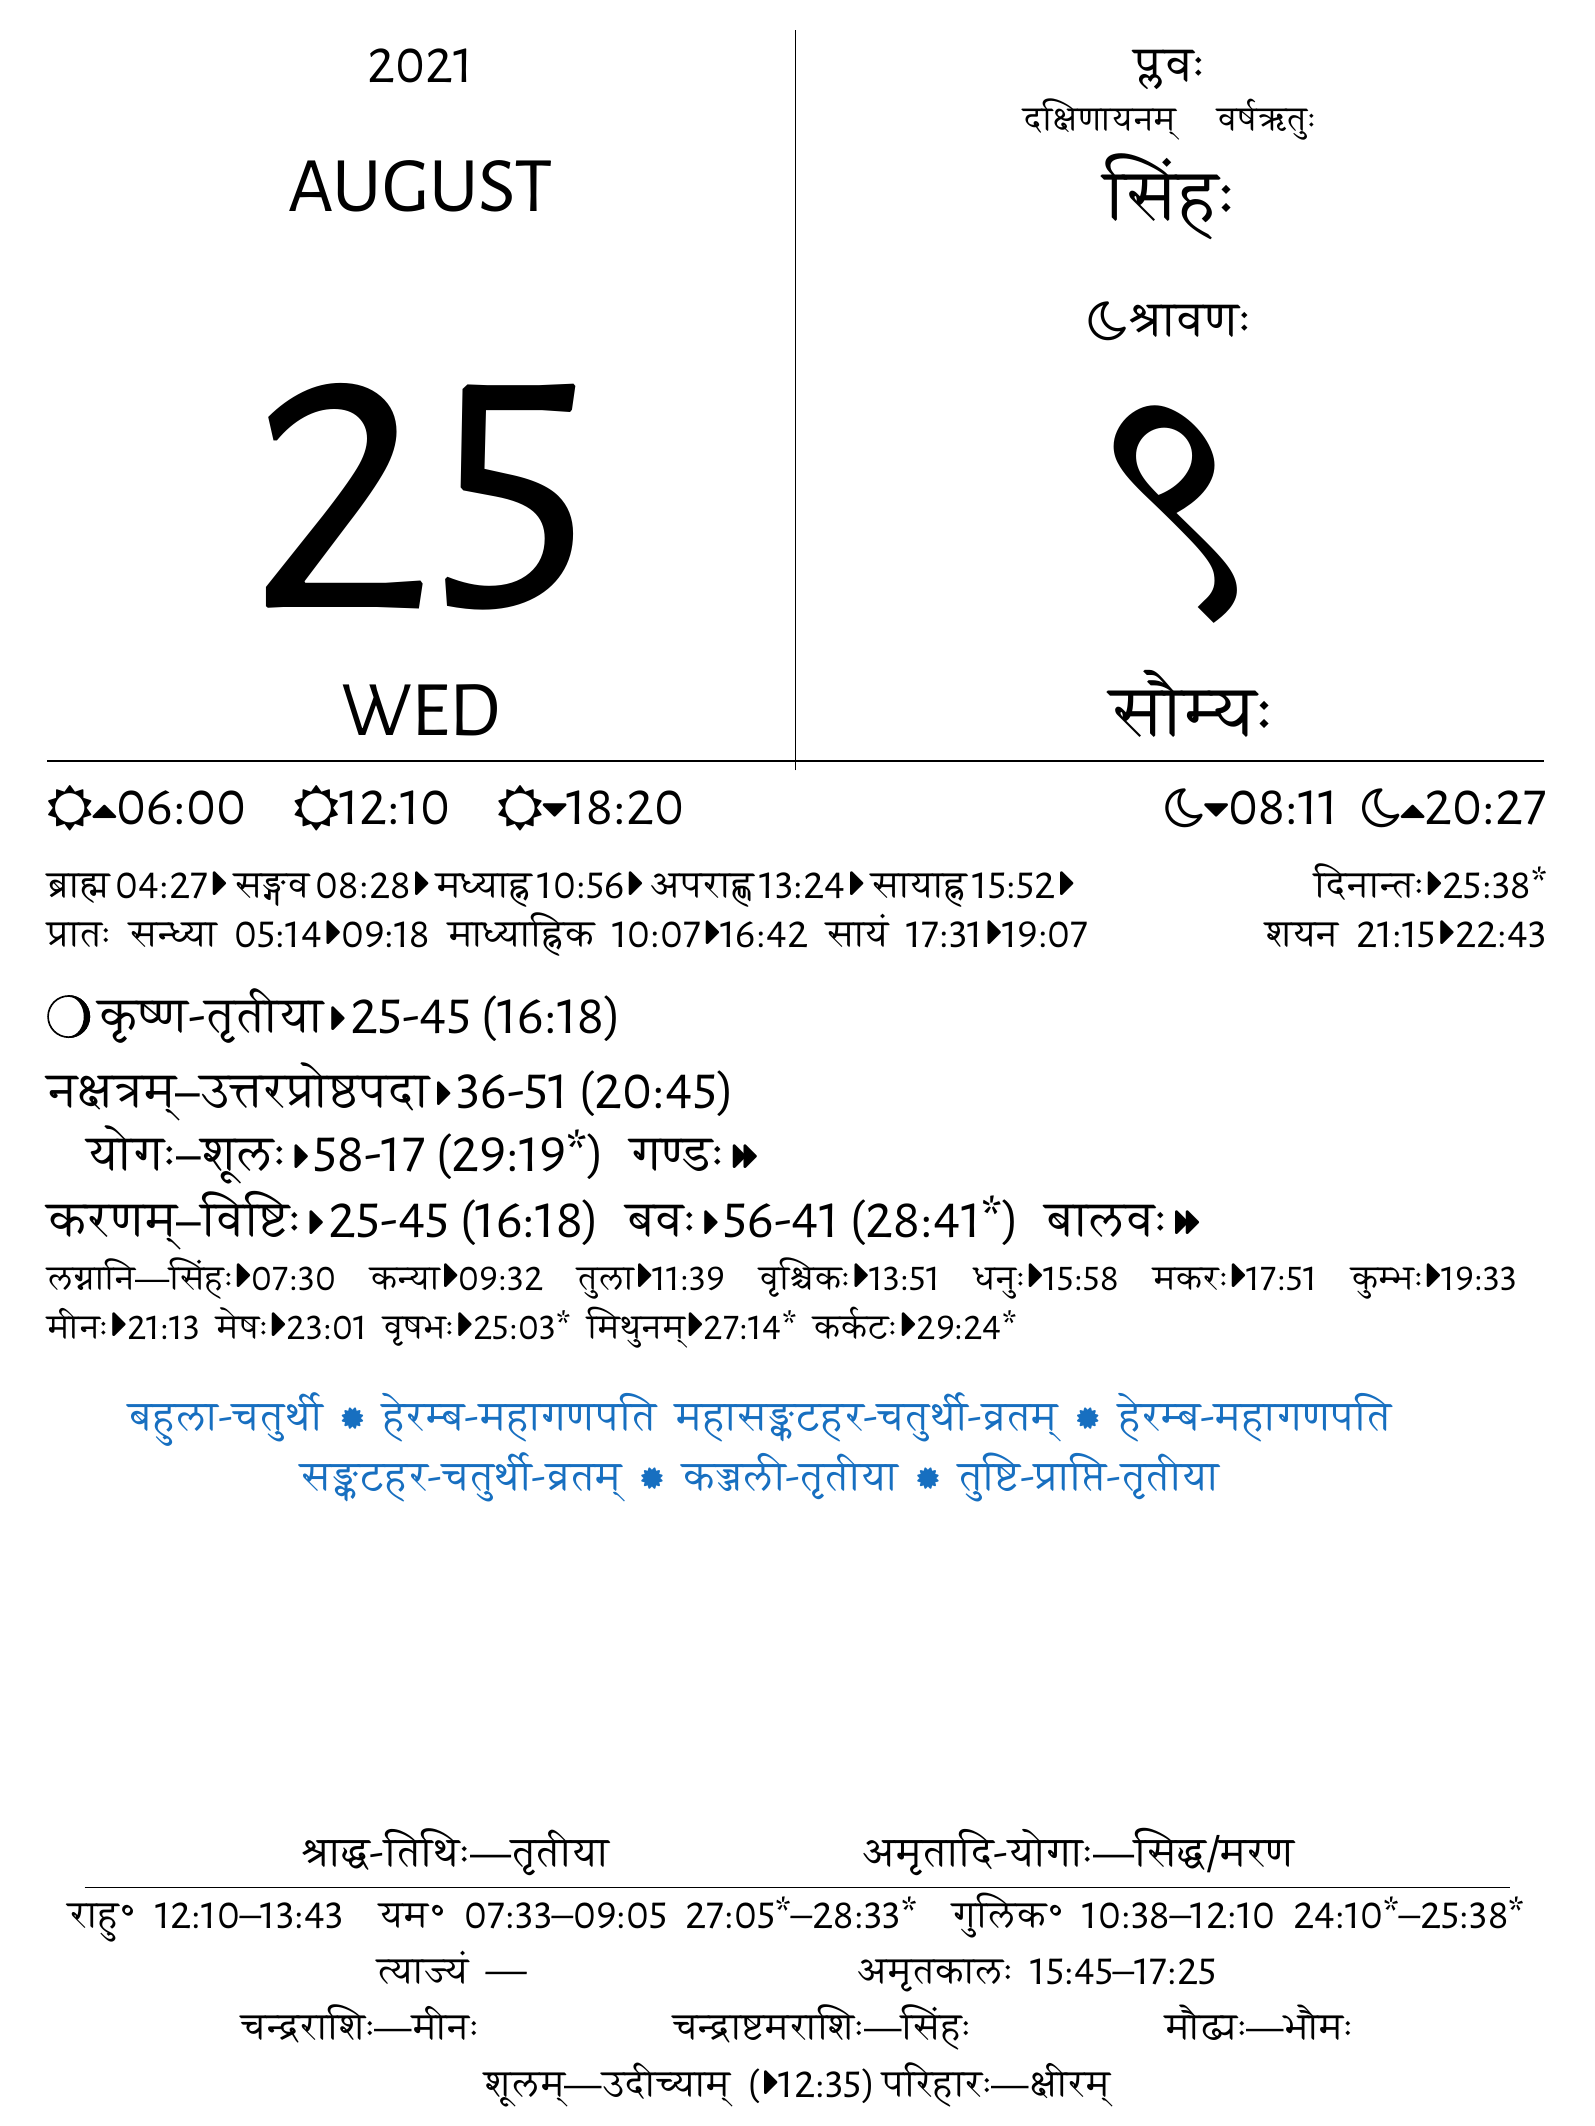 2021
AUGUST
25
WED
प्लवः
दक्षिणायनम् वर्षऋतुः
सिंहः
श्रावणः
९
सौम्यः
06:00 12:10 18:20 08:11 20:27
ब्राह्म 04:27 सङ्गव 08:28 मध्याह्न 10:56 अपराह्ण 13:24 सायाह्न 15:52 दिनान्तः 25:38*
प्रातः सन्ध्या 05:14 09:18 माध्याह्निक 10:07 16:42 सायं 17:31 19:07 शयन 21:15 22:43
कृष्ण-तृतीया 25-45 (16:18)
नक्षत्रम्–उत्तरप्रोष्ठपदा 36-51 (20:45)
योगः–शूलः 58-17 (29:19*) गण्डः
करणम्–विष्टिः 25-45 (16:18) बवः 56-41 (28:41*) बालवः
लग्नानि—सिंहः 07:30 कन्या 09:32 तुला 11:39 वृश्चिकः 13:51 धनुः 15:58 मकरः 17:51 कुम्भः 19:33
मीनः 21:13 मेषः 23:01 वृषभः 25:03* मिथुनम् 27:14* कर्कटः 29:24*
बहुला-चतुर्थी ✹ हेरम्ब-महागणपति महासङ्कटहर-चतुर्थी-व्रतम् ✹ हेरम्ब-महागणपति
सङ्कटहर-चतुर्थी-व्रतम् ✹ कज्जली-तृतीया ✹ तुष्टि-प्राप्ति-तृतीया
श्राद्ध-तिथिः—तृतीया अमृतादि-योगाः—सिद्ध/मरण
राहु॰ 12:10–13:43 यम॰ 07:33–09:05 27:05*–28:33* गुलिक॰ 10:38–12:10 24:10*–25:38*
त्याज्यं — अमृतकालः 15:45–17:25
चन्द्रराशिः—मीनः चन्द्राष्टमराशिः—सिंहः मौढ्यः—भौमः
शूलम्—उदीच्याम् (12:35) परिहारः—क्षीरम्